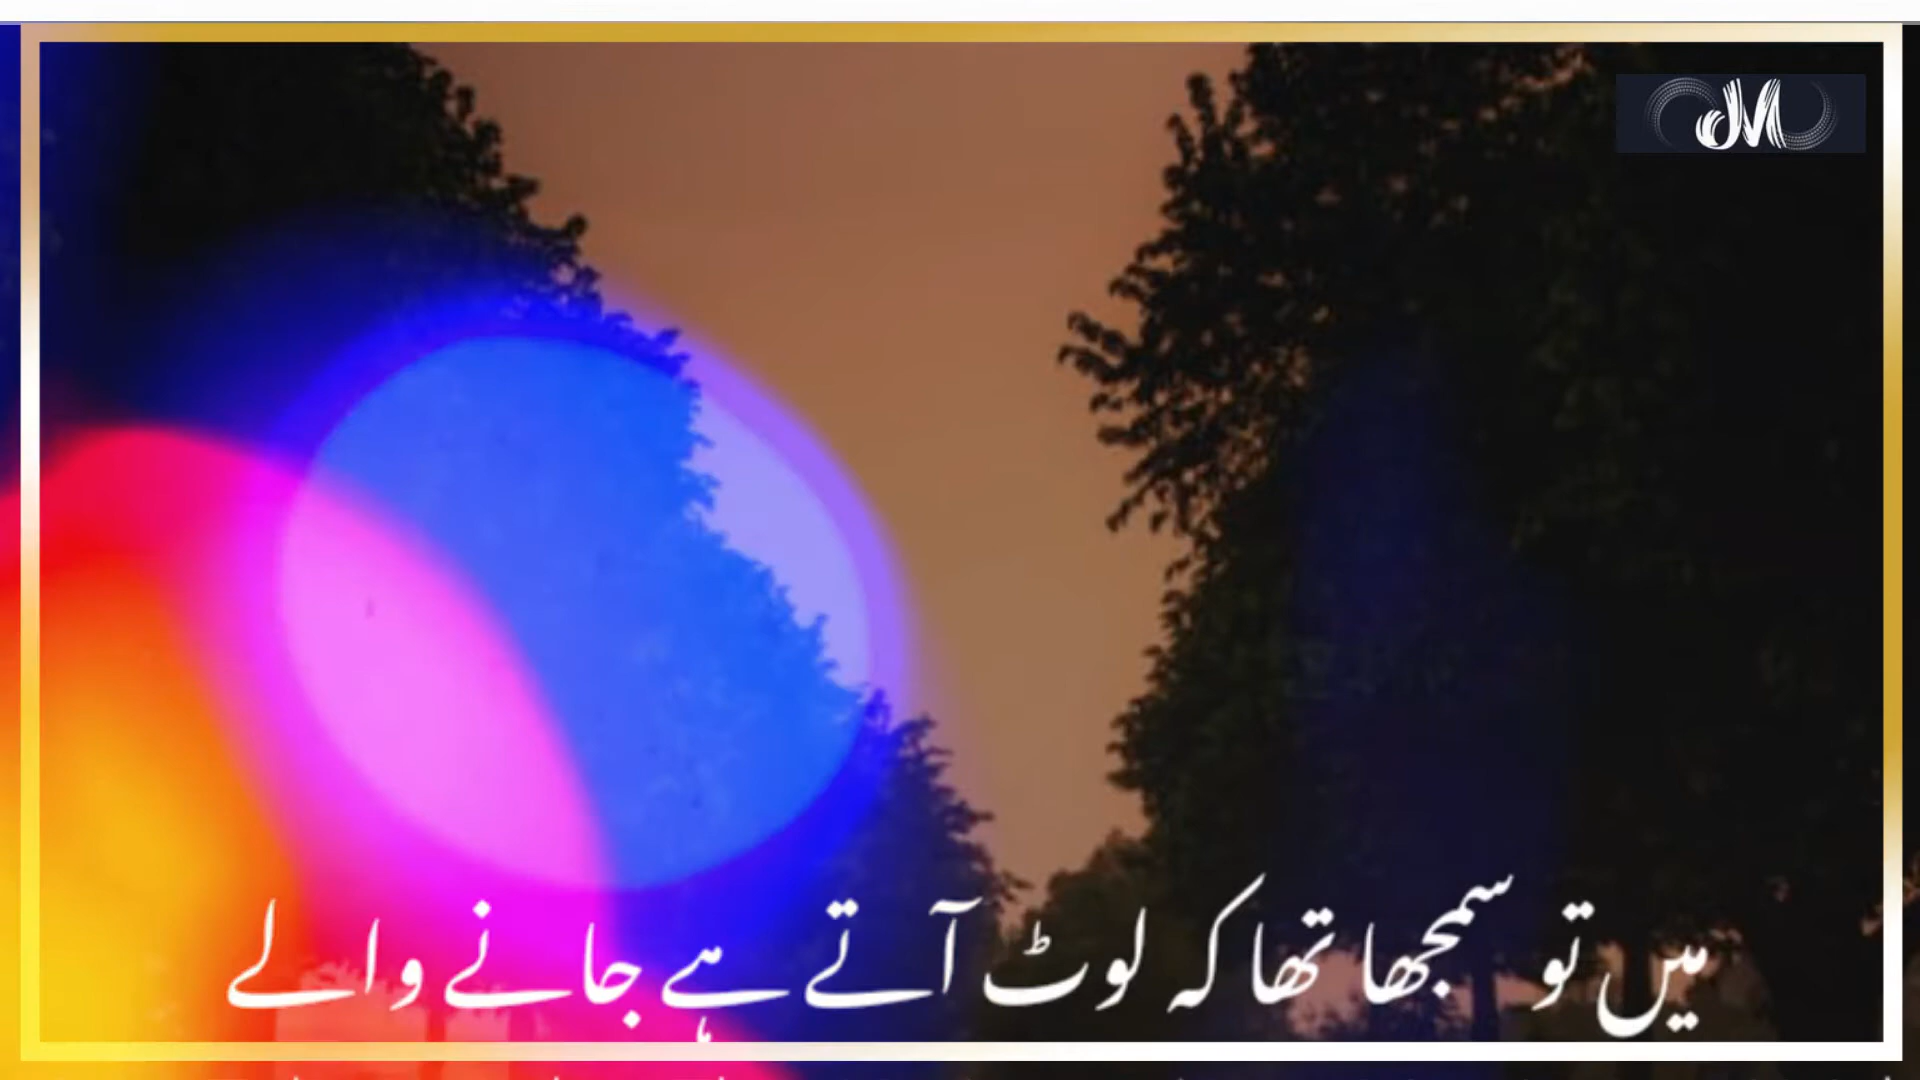 M
میں تو سمجھا تھا کہ لوٹ آتے ہے جانے والے